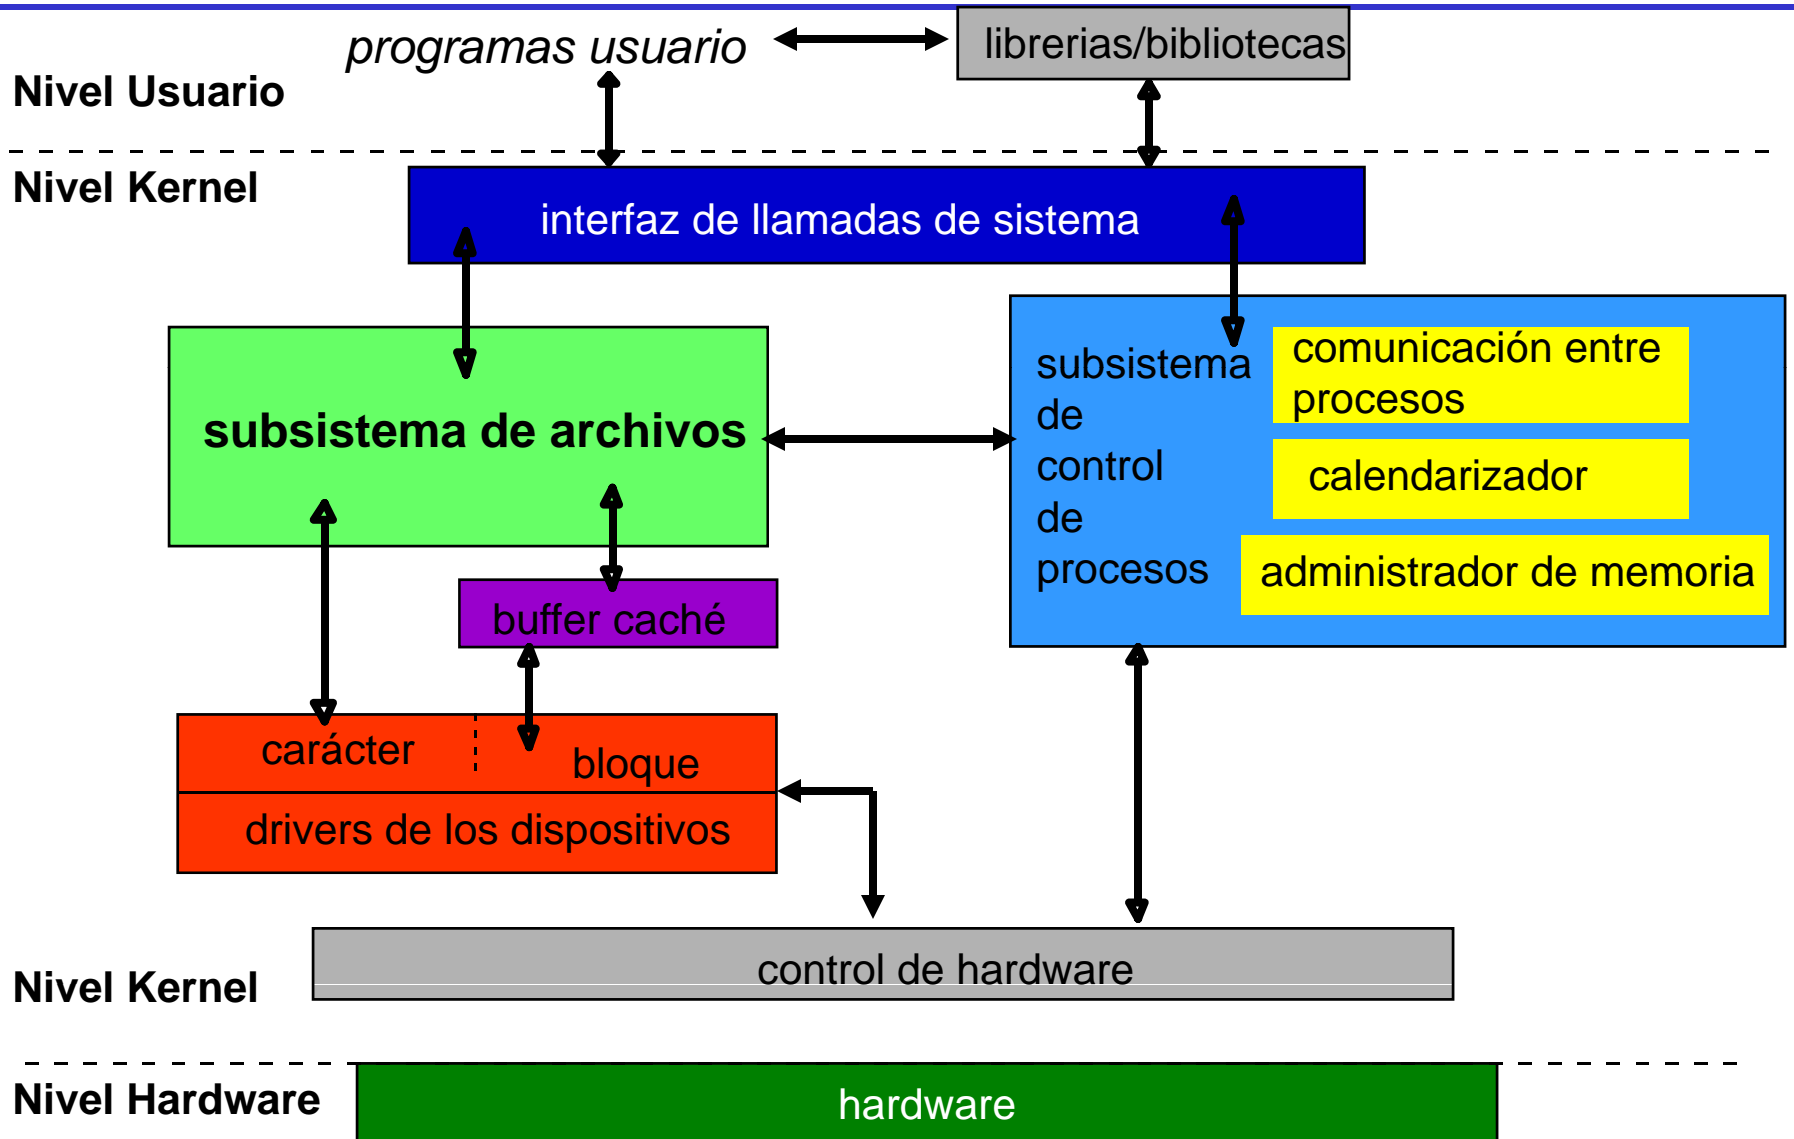 programas usuario
librerias/bibliotecas
Nivel Usuario
Nivel Kernel
interfaz de llamadas de sistema
subsistema de archivos
subsistema
de
control
de
procesos
comunicación entre
procesos
calendarizador
administrador de memoria
buffer caché
carácter
bloque
drivers de los dispositivos
control de hardware
Nivel Kernel
Nivel Hardware
hardware